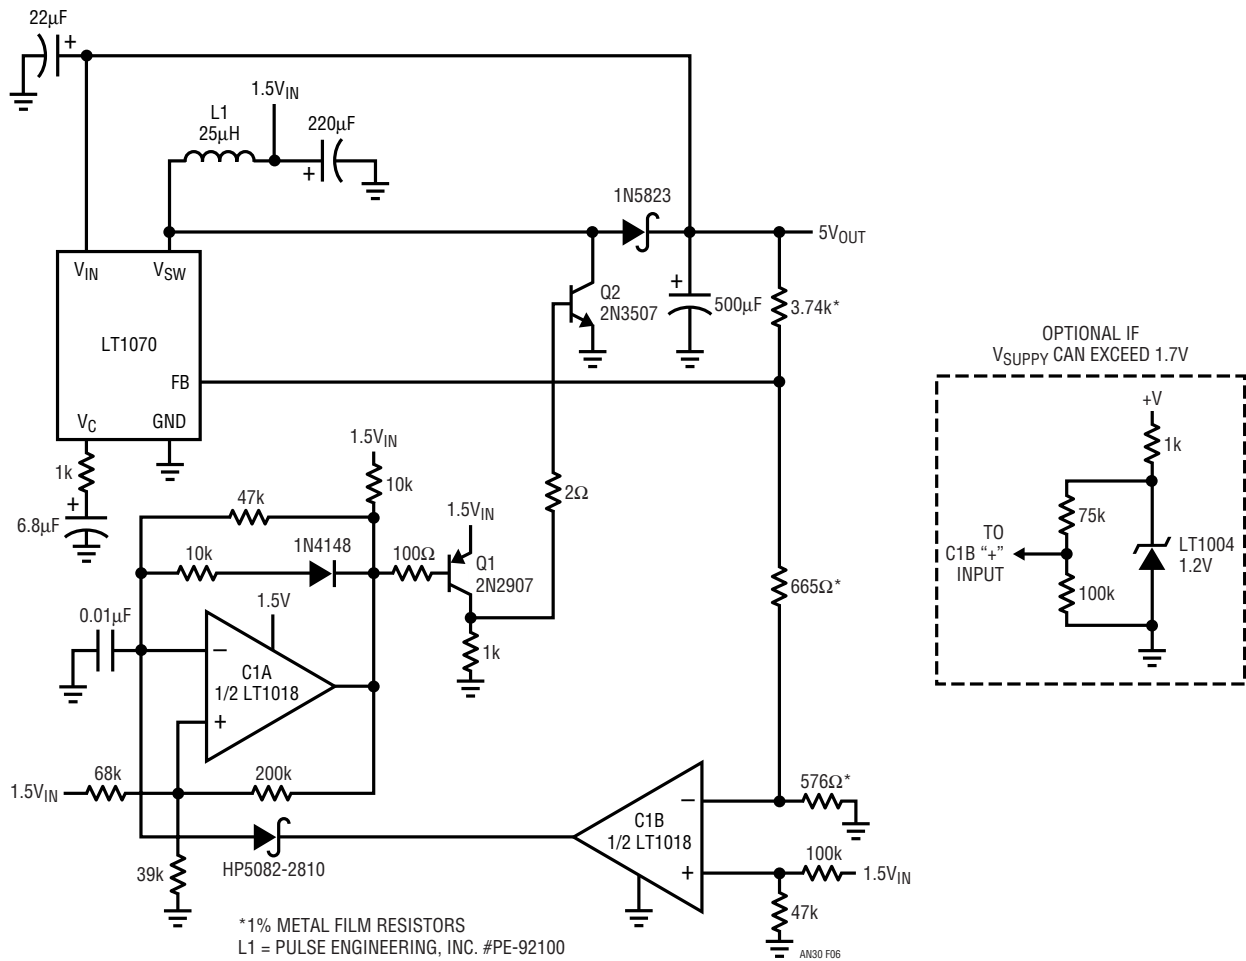 22µF
1.5VIN
L1
25µH
220µF
1N5823
5VOUT
VIN
VSW
Q2
2N3507
500µF
3.74k*
LT1070
FB
VC
GND
OPTIONAL IF
VSUPPY CAN EXCEED 1.7V
+V
1k
75k
TO
C1B “+”
INPUT
LT1004
1.2V
100k
1k
6.8µF
1.5VIN
10k
47k
2Ω
1.5VIN
10k
1N4148
100Ω
Q1
2N2907
665Ω*
0.01µF
1.5V
1k
–
C1A
1/2 LT1018
+
1.5VIN
68k
200k
576Ω*
–
C1B
1/2 LT1018
+
100k
1.5VIN
39k
HP5082-2810
47k
*1% METAL FILM RESISTORS
L1 = PULSE ENGINEERING, INC. #PE-92100
AN30 F06